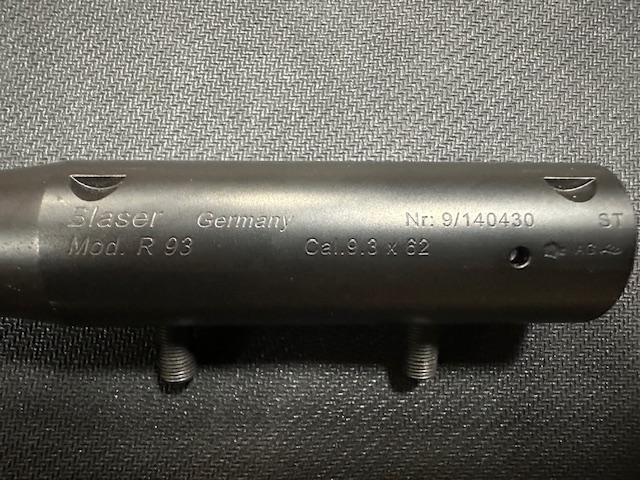 Blaser Germany Nr: 9/140430 ST
Mod. R 93 Cal.9.3 x 62